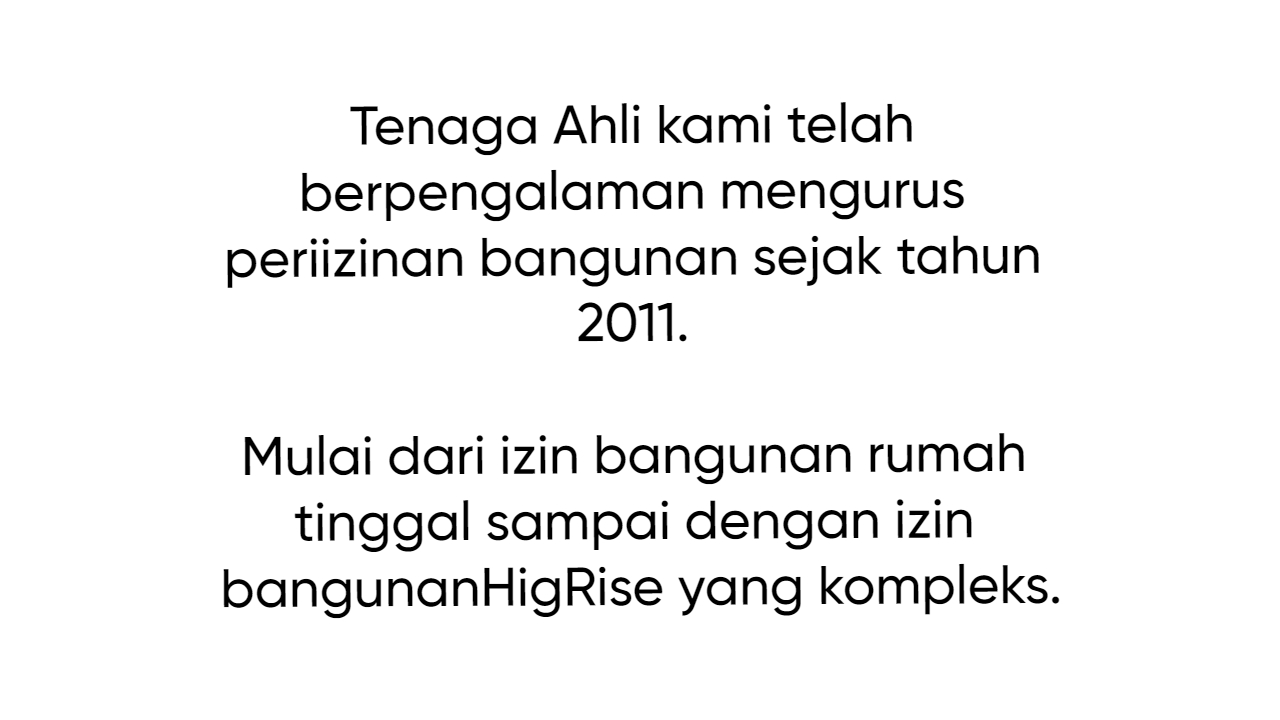 Tenaga Ahli kami telah
berpengalaman mengurus
periizinan bangunan sejak tahun
2011.
Mulai dari izin bangunan rumah
tinggal sampai dengan izin
bangunanHigRise yang kompleks.